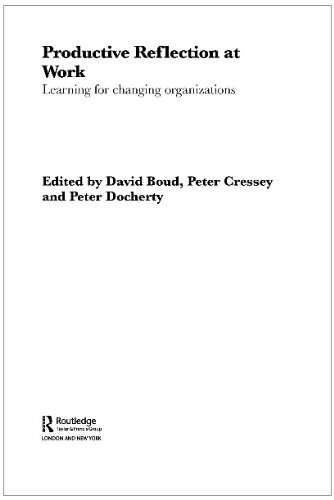 Productive Reflection at
Work
Learning for changing organizations
Edited by David Boud, Peter Cressey
and Peter Docherty
Routledge
Taylor & Francis Group
LONDON AND NEW YORK